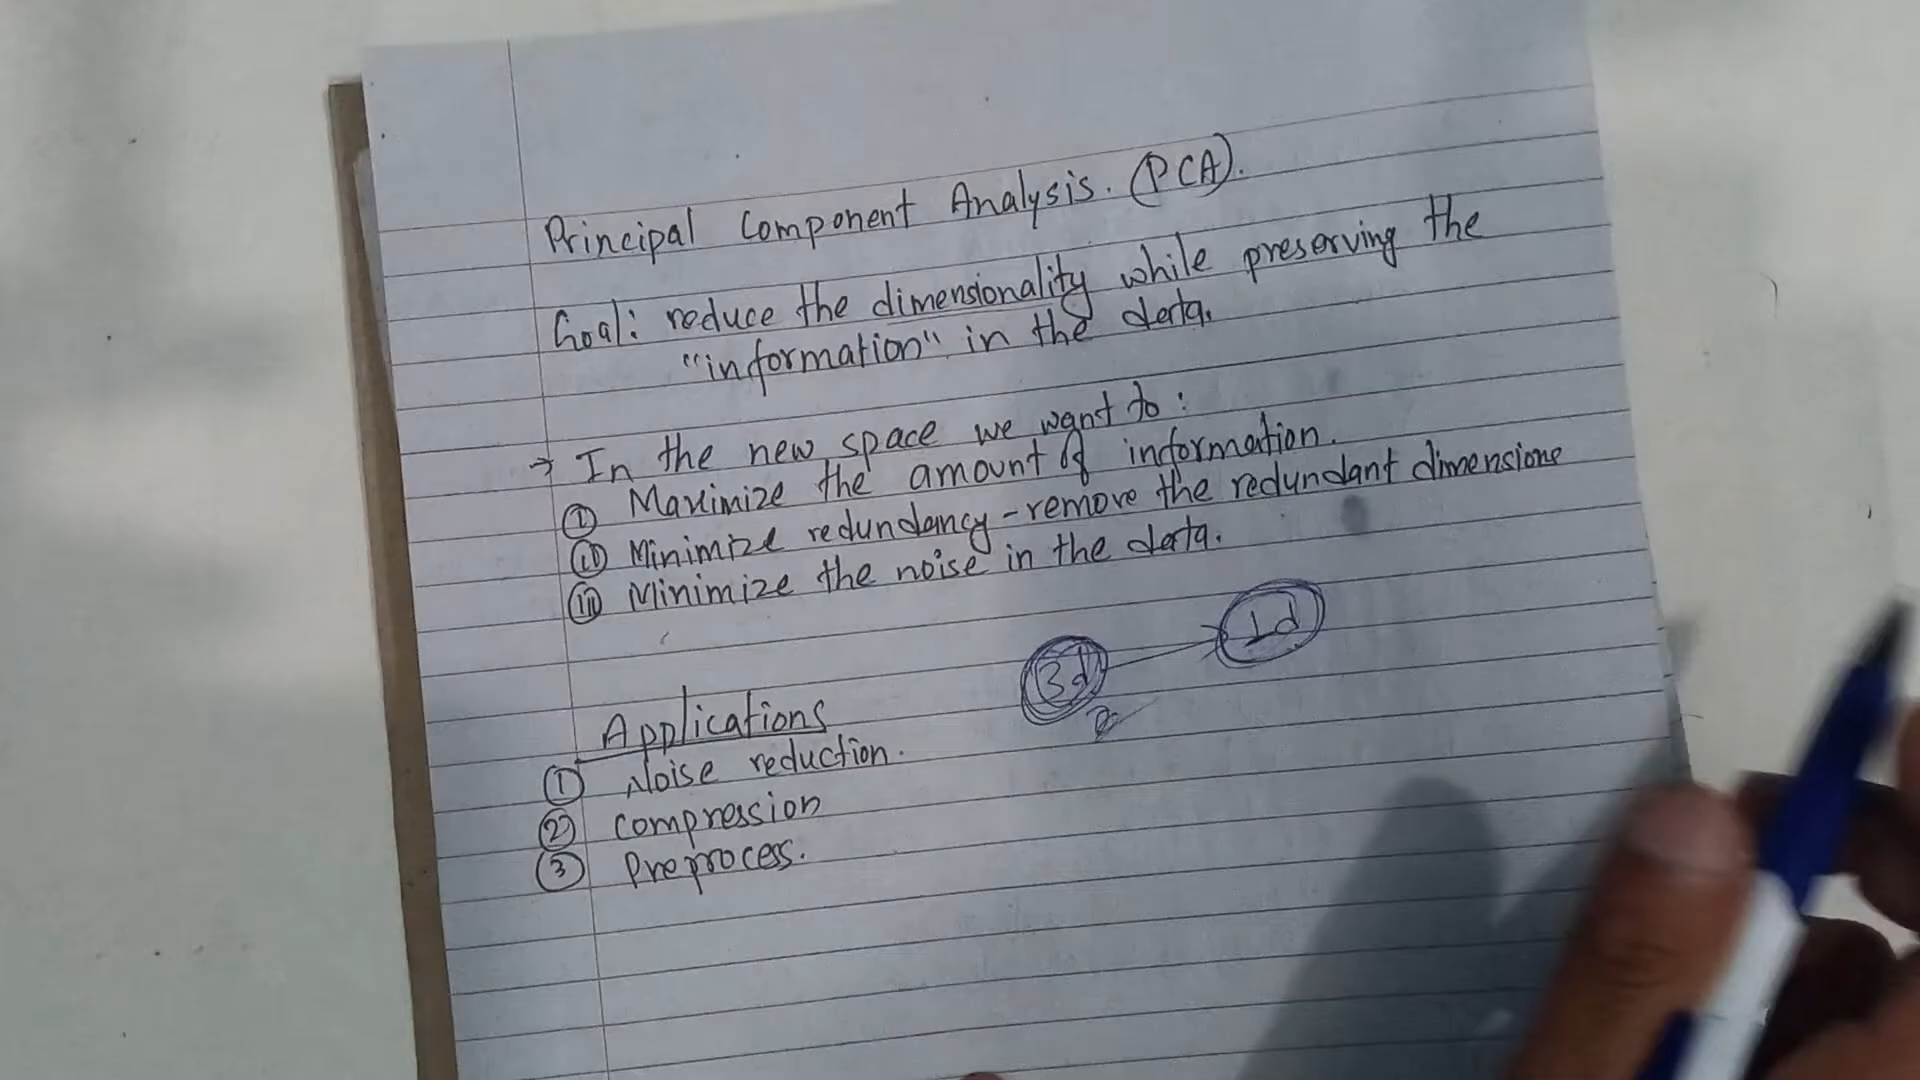 Principal Component Analysis. (PCA).
Goal: reduce the dimensionality while preserving the
"information" in the data.
→ In the new space we want to:
(i) Maximize the amount of information.
(ii) Minimize redundancy - remove the redundant dimensions
(iii) Minimize the noise in the data.
3d → 1d
Applications
① Noise reduction.
② Compression
③ Preprocess.